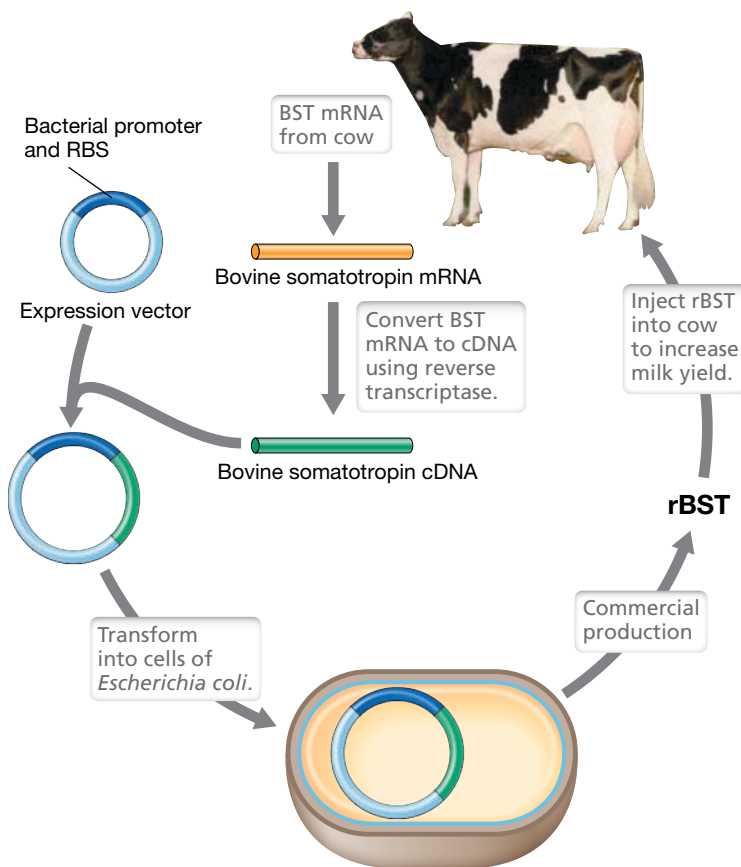 BST mRNA
from cow
Bacterial promoter
and RBS
Bovine somatotropin mRNA
Expression vector
Convert BST
mRNA to cDNA
using reverse
transcriptase.
Inject rBST
into cow
to increase
milk yield.
Bovine somatotropin cDNA
rBST
Transform
into cells of
Escherichia coli.
Commercial
production